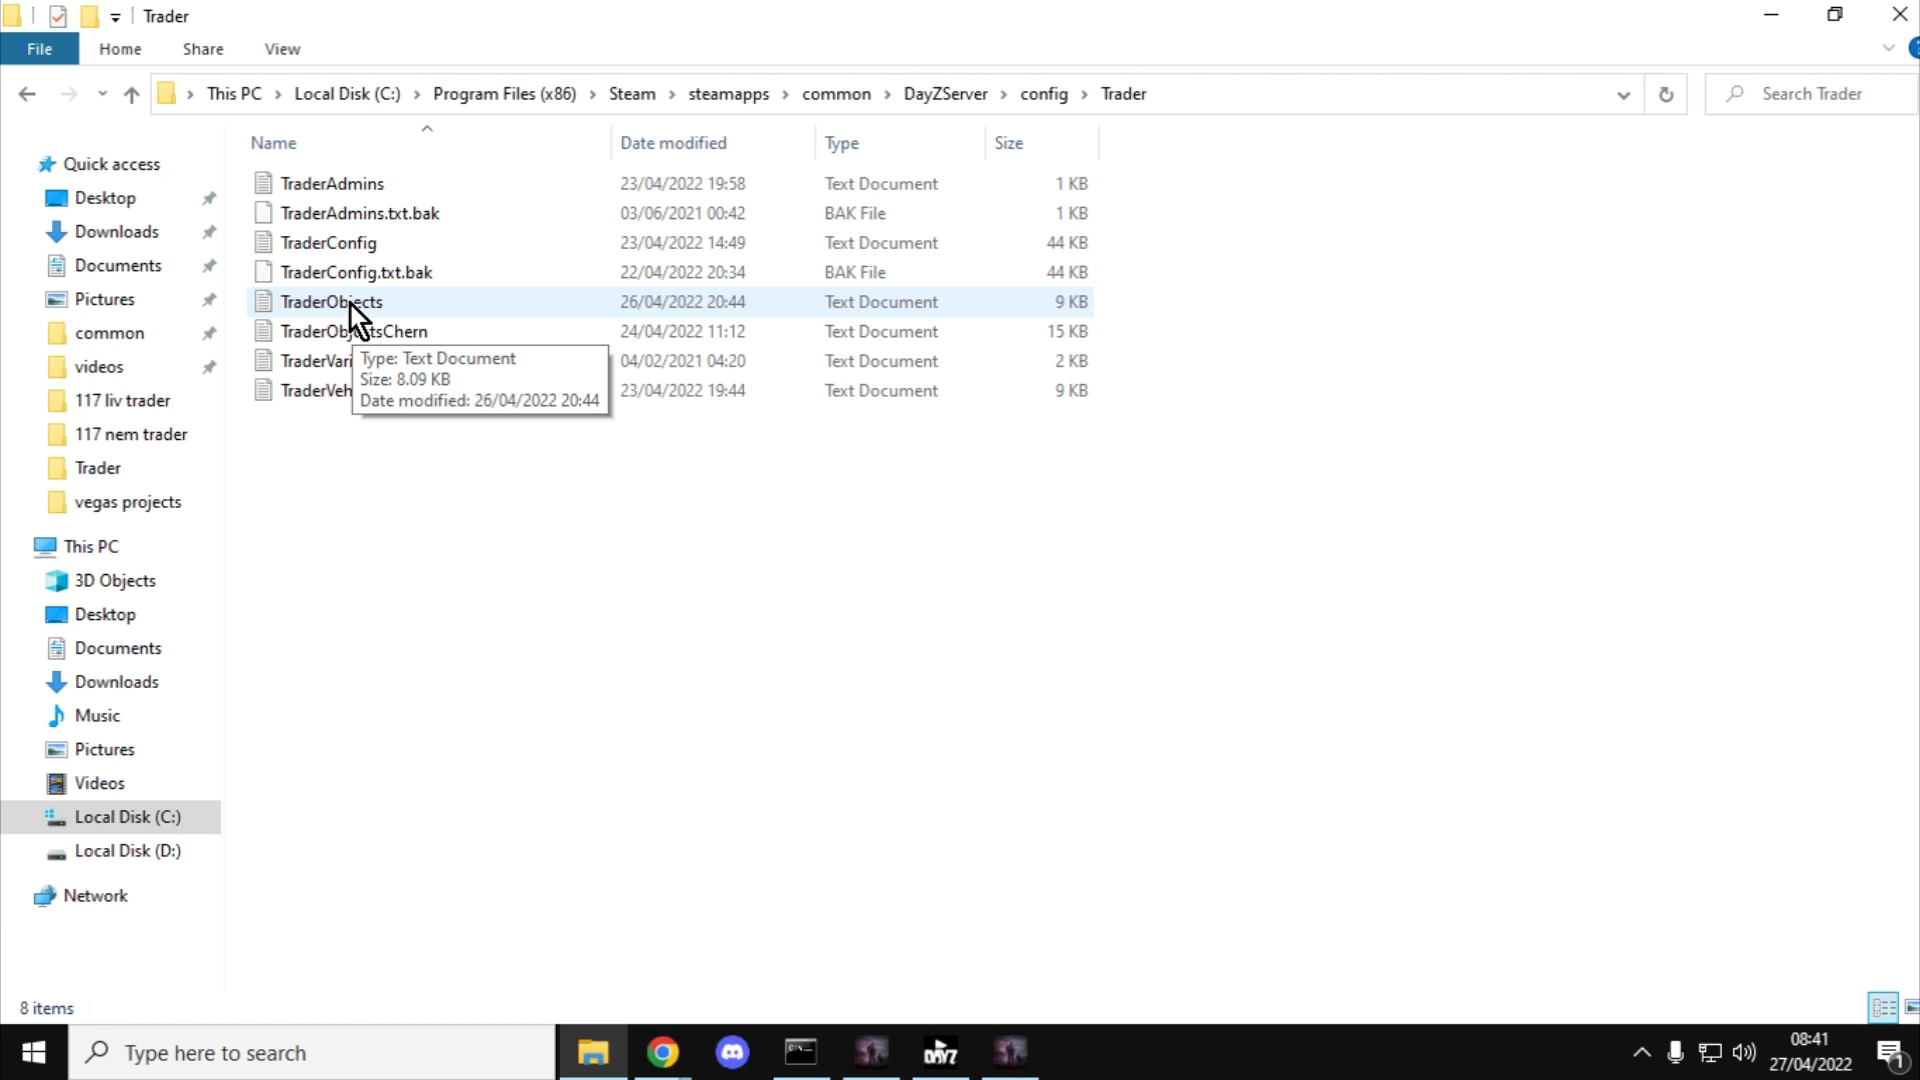 Trader
File Home Share View
This PC Local Disk (C:) Program Files (x86) Steam steamapps common DayZServer config Trader
Search Trader
Name Date modified Type Size
TraderAdmins 23/04/2022 19:58 Text Document 1 KB
TraderAdmins.txt.bak 03/06/2021 00:42 BAK File 1 KB
TraderConfig 23/04/2022 14:49 Text Document 44 KB
TraderConfig.txt.bak 22/04/2022 20:34 BAK File 44 KB
TraderObjects 26/04/2022 20:44 Text Document 9 KB
TraderObjectsChern 24/04/2022 11:12 Text Document 15 KB
TraderVari 04/02/2021 04:20 Text Document 2 KB
TraderVeh 23/04/2022 19:44 Text Document 9 KB
Type: Text Document
Size: 8.09 KB
Date modified: 26/04/2022 20:44
Quick access
Desktop
Downloads
Documents
Pictures
common
videos
117 liv trader
117 nem trader
Trader
vegas projects
This PC
3D Objects
Desktop
Documents
Downloads
Music
Pictures
Videos
Local Disk (C:)
Local Disk (D:)
Network
8 items
Type here to search
DAYZ
08:41
27/04/2022
1